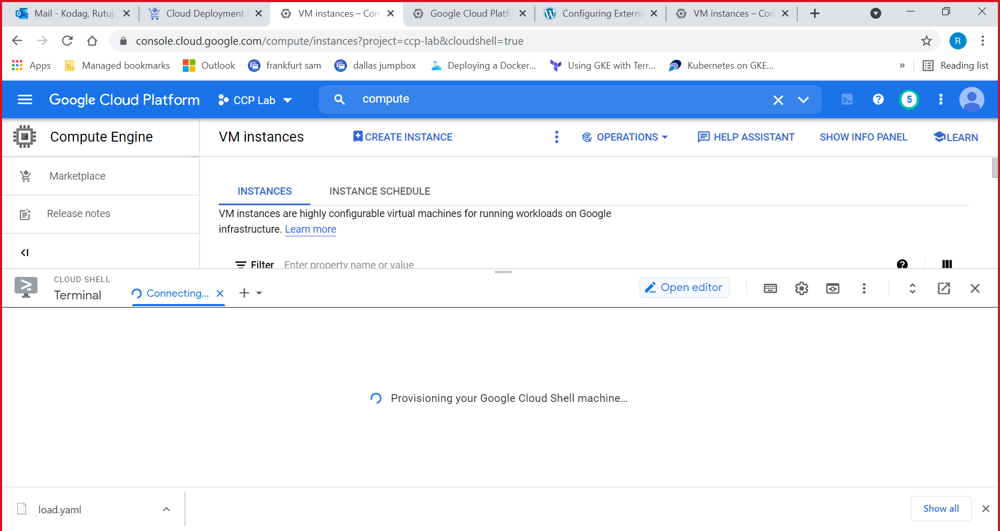 Mail - Kodag, Rutuja
Cloud Deployment
VM instances – Com
Google Cloud Platfo
Configuring Externa
VM instances – Com
console.cloud.google.com/compute/instances?project=ccp-lab&cloudshell=true
R
Apps
Managed bookmarks
Outlook
frankfurt sam
dallas jumpbox
Deploying a Docker...
Using GKE with Terr...
Kubernetes on GKE...
»
Reading list
Google Cloud Platform
CCP Lab
compute
5
Compute Engine
VM instances
CREATE INSTANCE
OPERATIONS
HELP ASSISTANT
SHOW INFO PANEL
LEARN
Marketplace
Release notes
INSTANCES
INSTANCE SCHEDULE
VM instances are highly configurable virtual machines for running workloads on Google
infrastructure. Learn more
Filter Enter property name or value
CLOUD SHELL
Terminal
Connecting...
Open editor
Provisioning your Google Cloud Shell machine...
load.yaml
Show all